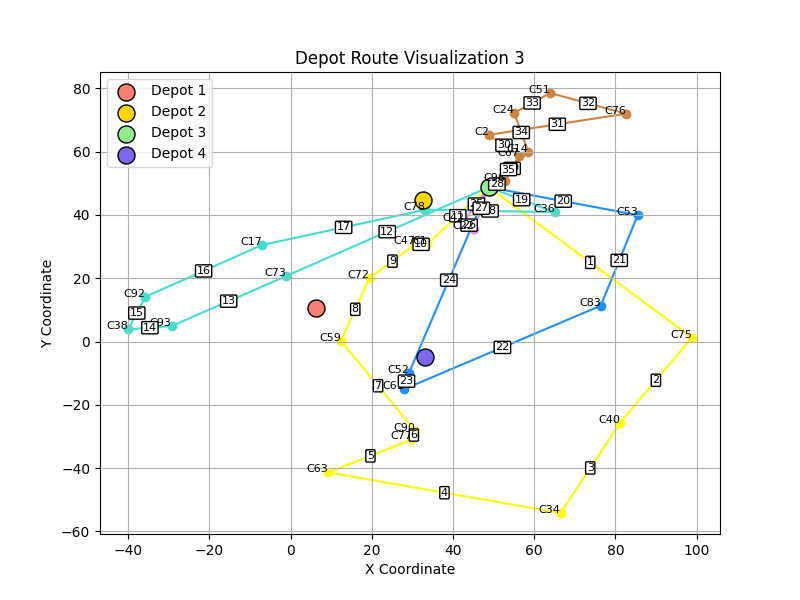 Depot Route Visualization 3
Depot 1
Depot 2
Depot 3
Depot 4
Y Coordinate
X Coordinate
80
60
40
20
0
−20
−40
−60
−40
−20
0
20
40
60
80
100
C51
33
32
C24
C76
31
C2
34
30
35
28
C78
19
20
C36
C53
11
27
17
12
C17
C47
10
9
24
1
21
16
C73
C72
C92
13
8
C83
15
C38
14
C93
C59
22
C75
C52
23
7
2
C90
C77
6
C40
5
C63
3
4
C34